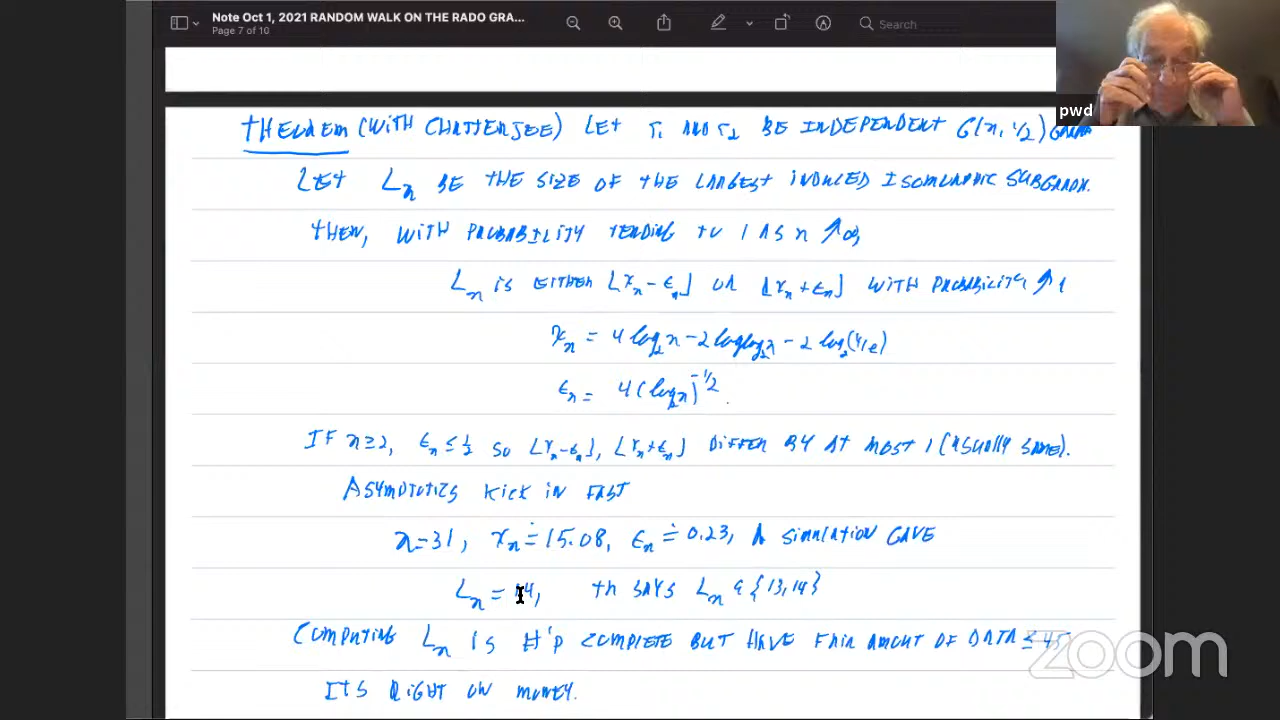 Note Oct 1, 2021 RANDOM WALK ON THE RADO GRA...
Page 7 of 10
Search
pwd
THEOREM (WITH CHATTERJEE) LET Γ₁ AND Γ₂ BE INDEPENDENT G(n, 1/2) GRAPH
LET Lₙ BE THE SIZE OF THE LARGEST INDUCED ISOMORPHIC SUBGRAPH.
THEN, WITH PROBABILITY TENDING TO 1 AS n ↗ ∞,
Lₙ IS EITHER ⌊xₙ - εₙ⌋ OR ⌊xₙ + εₙ⌋ WITH PROBABILITY ↗ 1
xₙ = 4 log₂ n - 2 log₂ log₂ n - 2 log₂(4/e)
εₙ = 4(log₂ n)^{-1/2}.
IF n ≥ 2, εₙ ≤ 1/2 SO ⌊xₙ - εₙ⌋, ⌊xₙ + εₙ⌋ DIFFER BY AT MOST 1 (USUALLY SAME).
ASYMPTOTICS KICK IN FAST
n = 31, xₙ ≐ 15.08, εₙ ≐ 0.23, A SIMULATION GAVE
Lₙ = 14, TH SAYS Lₙ ∈ {13, 14}
COMPUTING Lₙ IS NP COMPLETE BUT HAVE FAIR AMOUNT OF DATA ≤ 45
ITS RIGHT ON MONEY.
zoom